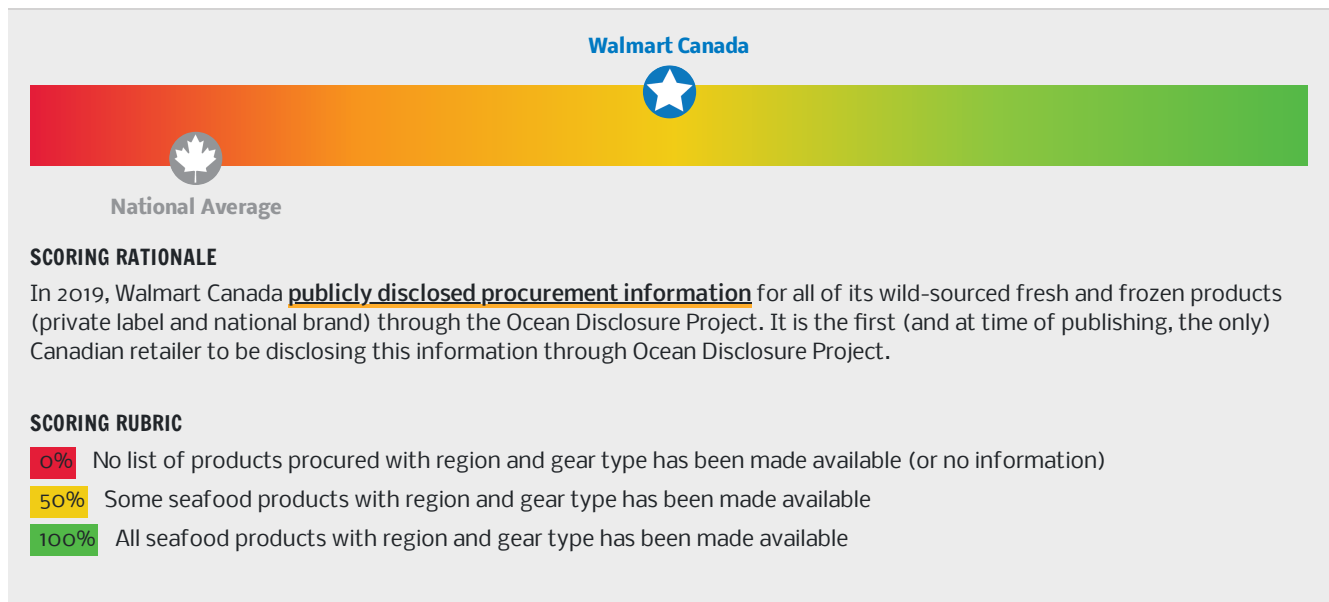 Walmart Canada
National Average
SCORING RATIONALE
In 2019, Walmart Canada publicly disclosed procurement information for all of its wild-sourced fresh and frozen products
(private label and national brand) through the Ocean Disclosure Project. It is the first (and at time of publishing, the only)
Canadian retailer to be disclosing this information through Ocean Disclosure Project.
SCORING RUBRIC
0% No list of products procured with region and gear type has been made available (or no information)
50% Some seafood products with region and gear type has been made available
100% All seafood products with region and gear type has been made available